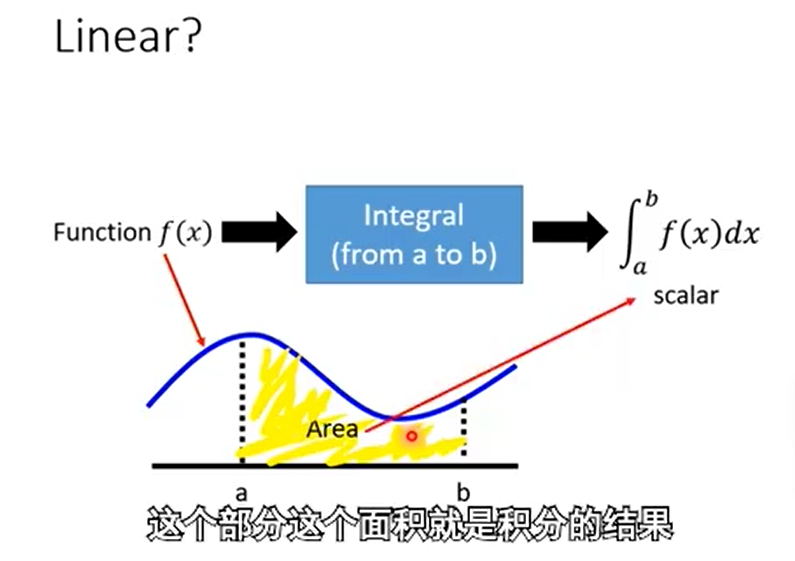 Linear?
Function f(x)
Integral
(from a to b)
∫_a^b f(x)dx
scalar
Area
a
b
这个部分这个面积就是积分的结果